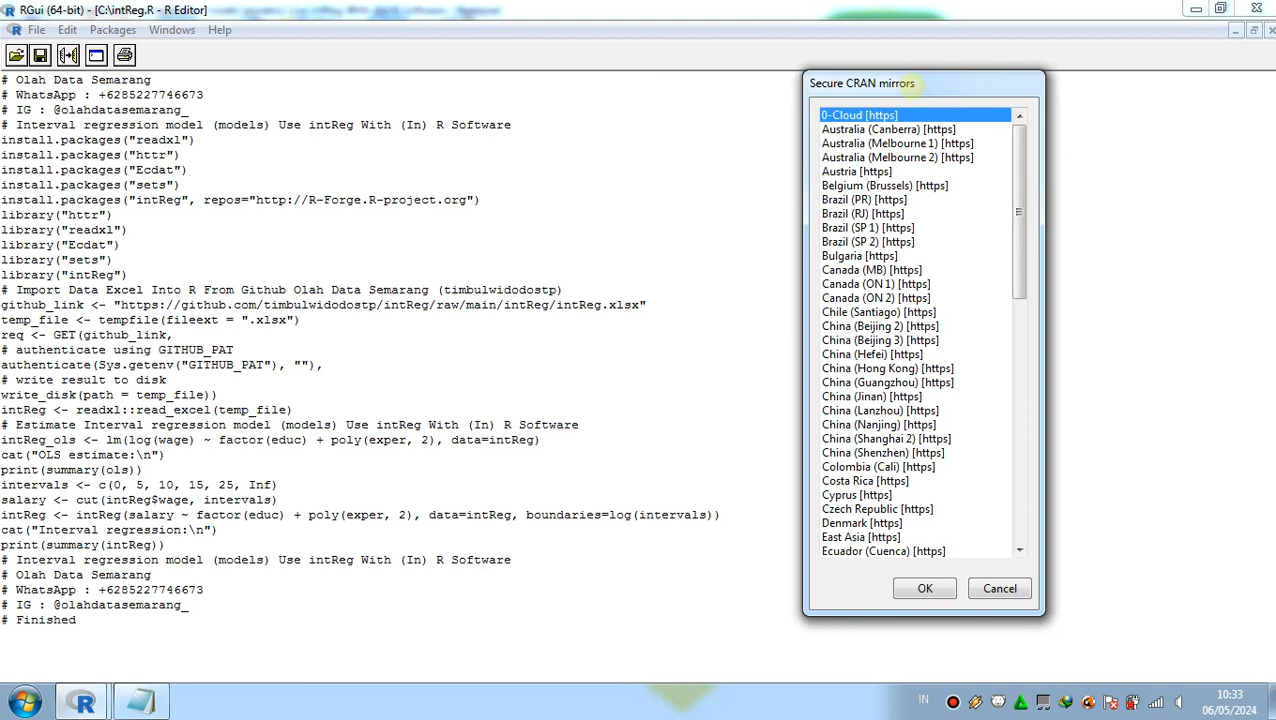 RGui (64-bit) - [C:\intReg.R - R Editor]
File Edit Packages Windows Help
# Olah Data Semarang
# WhatsApp : +6285227746673
# IG : @olahdatasemarang_
# Interval regression model (models) Use intReg With (In) R Software
install.packages("readxl")
install.packages("httr")
install.packages("Ecdat")
install.packages("sets")
install.packages("intReg", repos="http://R-Forge.R-project.org")
library("httr")
library("readxl")
library("Ecdat")
library("sets")
library("intReg")
# Import Data Excel Into R From Github Olah Data Semarang (timbulwidodostp)
github_link <- "https://github.com/timbulwidodostp/intReg/raw/main/intReg/intReg.xlsx"
temp_file <- tempfile(fileext = ".xlsx")
req <- GET(github_link,
# authenticate using GITHUB_PAT
authenticate(Sys.getenv("GITHUB_PAT"), ""),
# write result to disk
write_disk(path = temp_file))
intReg <- readxl::read_excel(temp_file)
# Estimate Interval regression model (models) Use intReg With (In) R Software
intReg_ols <- lm(log(wage) ~ factor(educ) + poly(exper, 2), data=intReg)
cat("OLS estimate:\n")
print(summary(ols))
intervals <- c(0, 5, 10, 15, 25, Inf)
salary <- cut(intReg$wage, intervals)
intReg <- intReg(salary ~ factor(educ) + poly(exper, 2), data=intReg, boundaries=log(intervals))
cat("Interval regression:\n")
print(summary(intReg))
# Interval regression model (models) Use intReg With (In) R Software
# Olah Data Semarang
# WhatsApp : +6285227746673
# IG : @olahdatasemarang_
# Finished
Secure CRAN mirrors
0-Cloud [https]
Australia (Canberra) [https]
Australia (Melbourne 1) [https]
Australia (Melbourne 2) [https]
Austria [https]
Belgium (Brussels) [https]
Brazil (PR) [https]
Brazil (RJ) [https]
Brazil (SP 1) [https]
Brazil (SP 2) [https]
Bulgaria [https]
Canada (MB) [https]
Canada (ON 1) [https]
Canada (ON 2) [https]
Chile (Santiago) [https]
China (Beijing 2) [https]
China (Beijing 3) [https]
China (Hefei) [https]
China (Hong Kong) [https]
China (Guangzhou) [https]
China (Jinan) [https]
China (Lanzhou) [https]
China (Nanjing) [https]
China (Shanghai 2) [https]
China (Shenzhen) [https]
Colombia (Cali) [https]
Costa Rica [https]
Cyprus [https]
Czech Republic [https]
Denmark [https]
East Asia [https]
Ecuador (Cuenca) [https]
OK Cancel
IN
10:33
06/05/2024